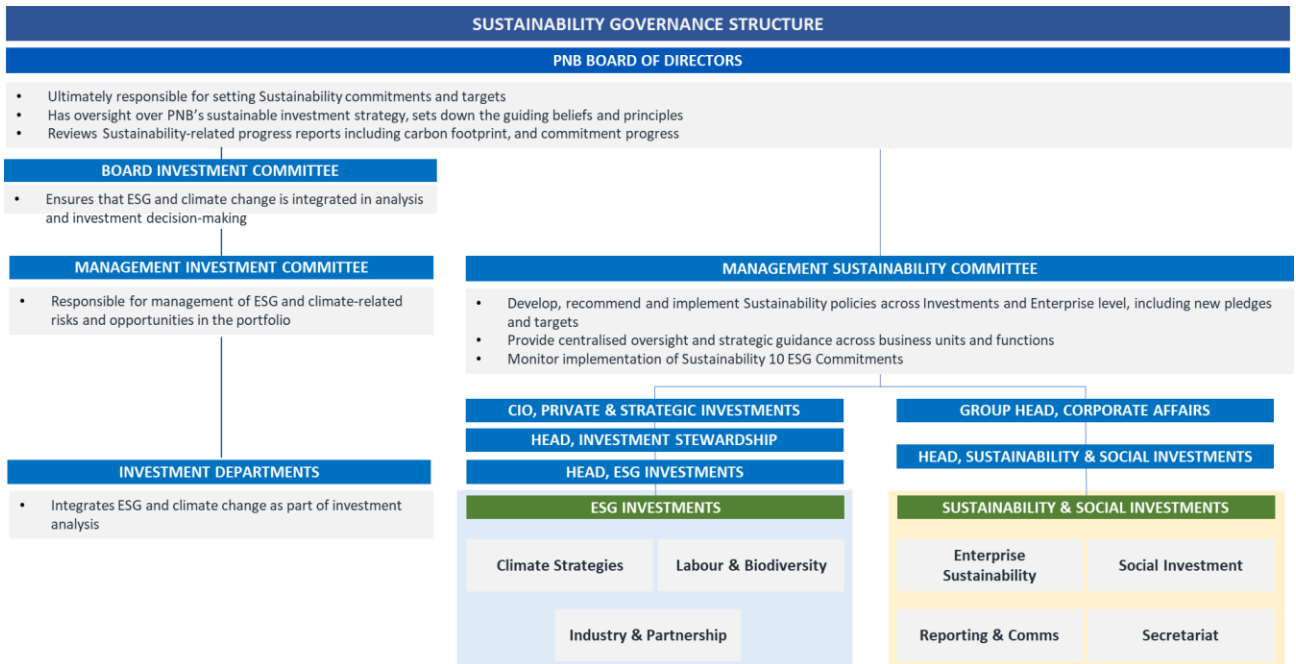 SUSTAINABILITY GOVERNANCE STRUCTURE
PNB BOARD OF DIRECTORS
• Ultimately responsible for setting Sustainability commitments and targets
• Has oversight over PNB's sustainable investment strategy, sets down the guiding beliefs and principles
• Reviews Sustainability-related progress reports including carbon footprint, and commitment progress
BOARD INVESTMENT COMMITTEE
• Ensures that ESG and climate change is integrated in analysis
and investment decision-making
MANAGEMENT INVESTMENT COMMITTEE
• Responsible for management of ESG and climate-related
risks and opportunities in the portfolio
INVESTMENT DEPARTMENTS
• Integrates ESG and climate change as part of investment
analysis
MANAGEMENT SUSTAINABILITY COMMITTEE
• Develop, recommend and implement Sustainability policies across Investments and Enterprise level, including new pledges
and targets
• Provide centralised oversight and strategic guidance across business units and functions
• Monitor implementation of Sustainability 10 ESG Commitments
CIO, PRIVATE & STRATEGIC INVESTMENTS
HEAD, INVESTMENT STEWARDSHIP
HEAD, ESG INVESTMENTS
ESG INVESTMENTS
Climate Strategies
Labour & Biodiversity
Industry & Partnership
GROUP HEAD, CORPORATE AFFAIRS
HEAD, SUSTAINABILITY & SOCIAL INVESTMENTS
SUSTAINABILITY & SOCIAL INVESTMENTS
Enterprise
Sustainability
Social Investment
Reporting & Comms
Secretariat